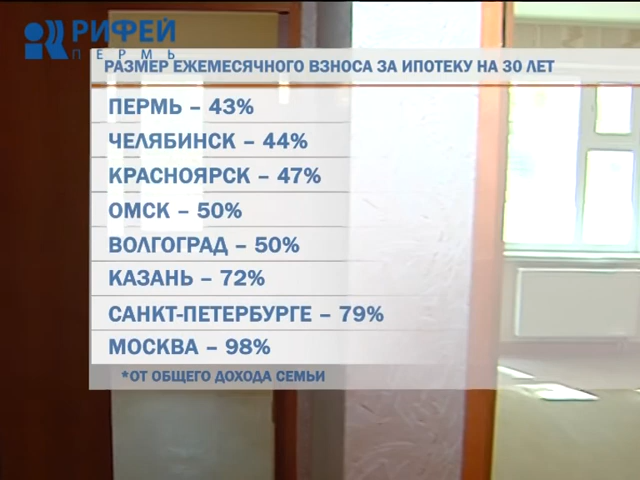 РИФЕЙ
ПЕРМЬ
РАЗМЕР ЕЖЕМЕСЯЧНОГО ВЗНОСА ЗА ИПОТЕКУ НА 30 ЛЕТ
ПЕРМЬ – 43%
ЧЕЛЯБИНСК – 44%
КРАСНОЯРСК – 47%
ОМСК – 50%
ВОЛГОГРАД – 50%
КАЗАНЬ – 72%
САНКТ-ПЕТЕРБУРГЕ – 79%
МОСКВА – 98%
*ОТ ОБЩЕГО ДОХОДА СЕМЬИ